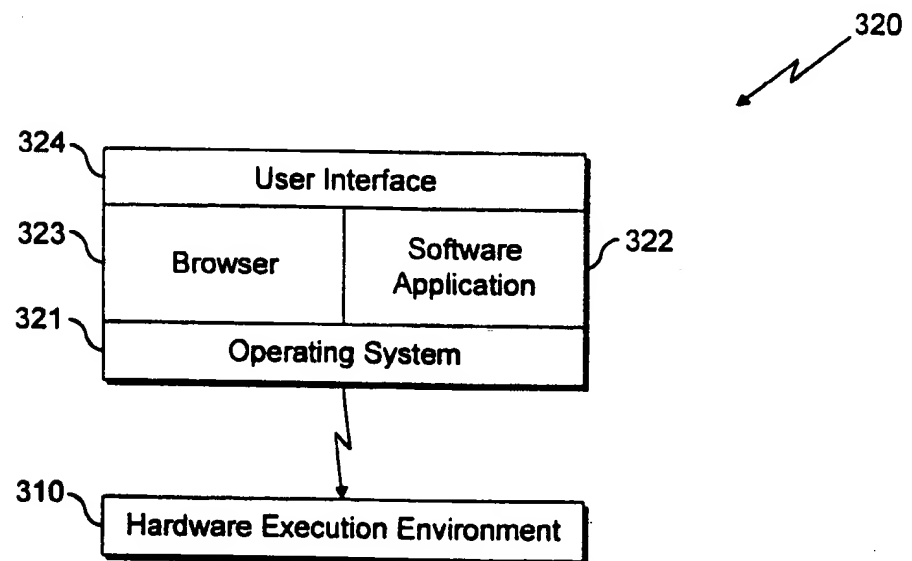 320
324
User Interface
323
Browser
Software
Application
322
321
Operating System
310
Hardware Execution Environment